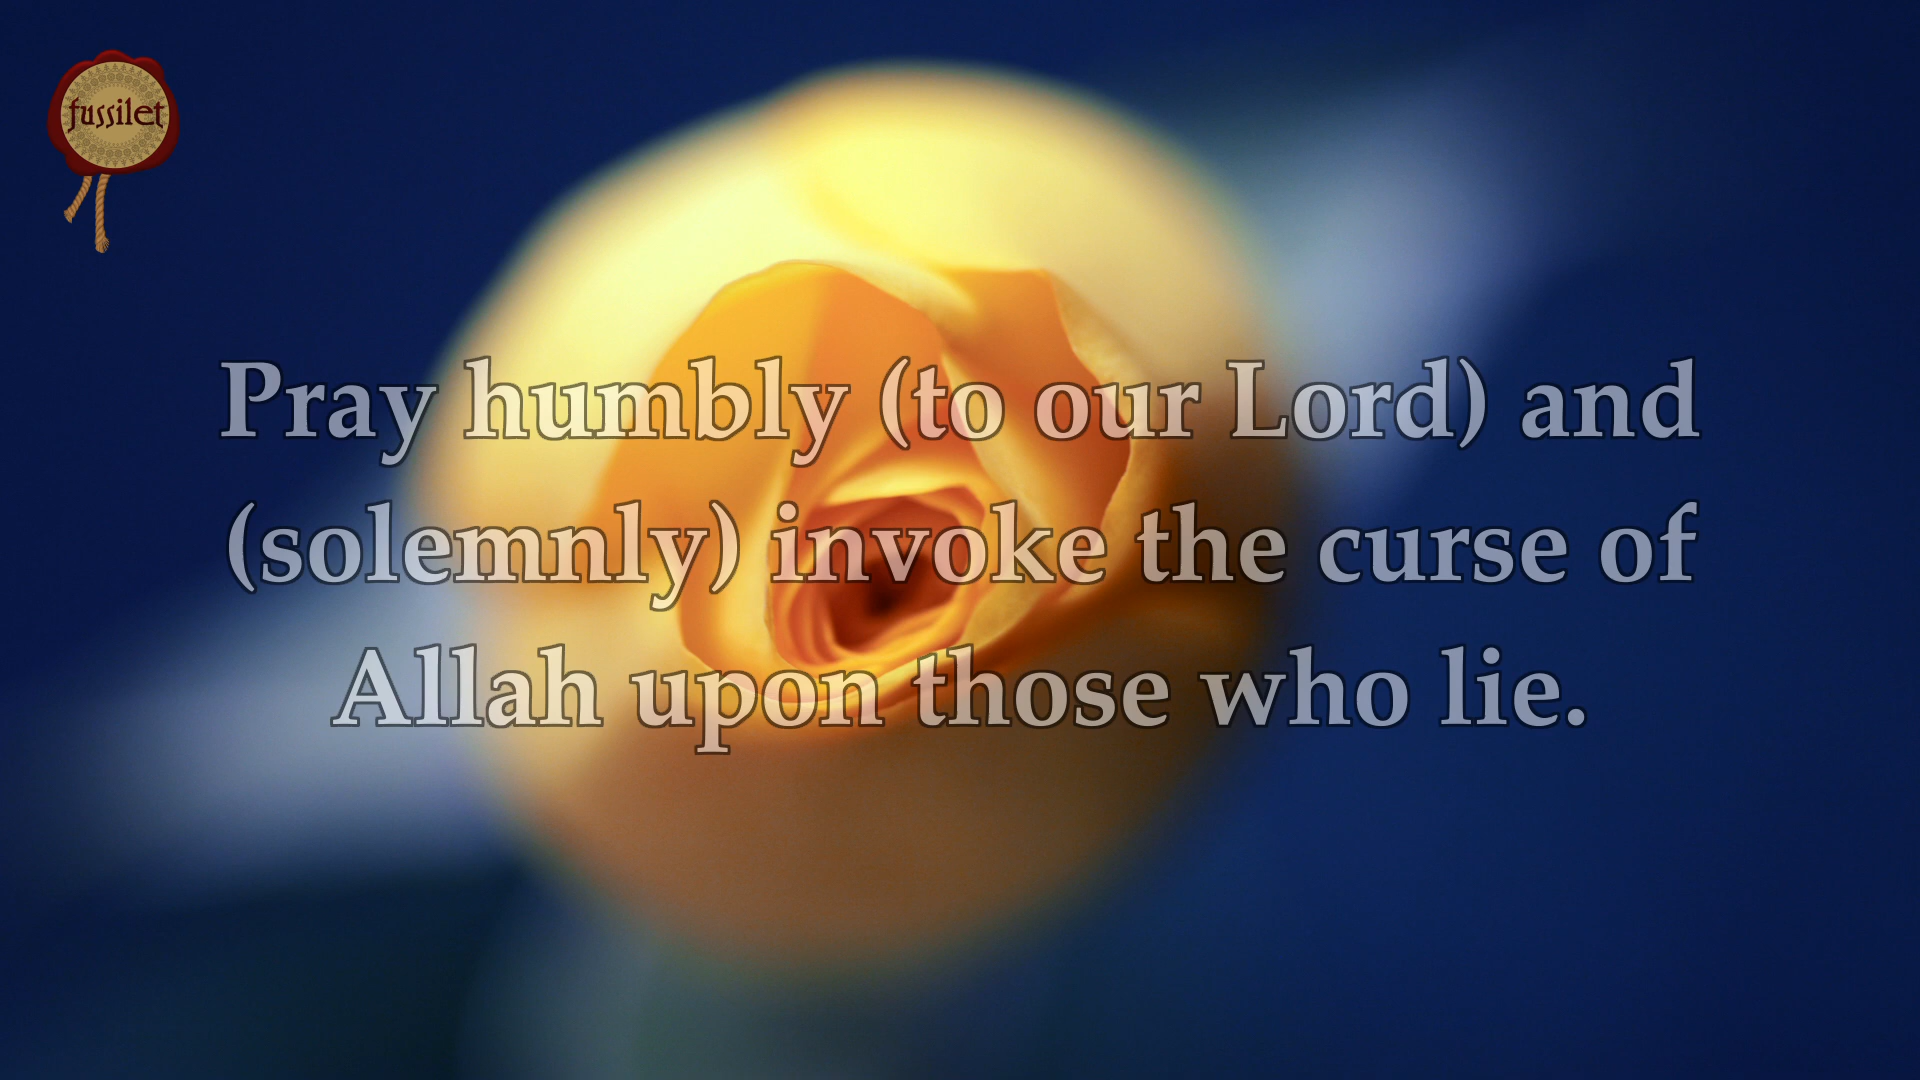 fussilet
Pray humbly (to our Lord) and
(solemnly) invoke the curse of
Allah upon those who lie.